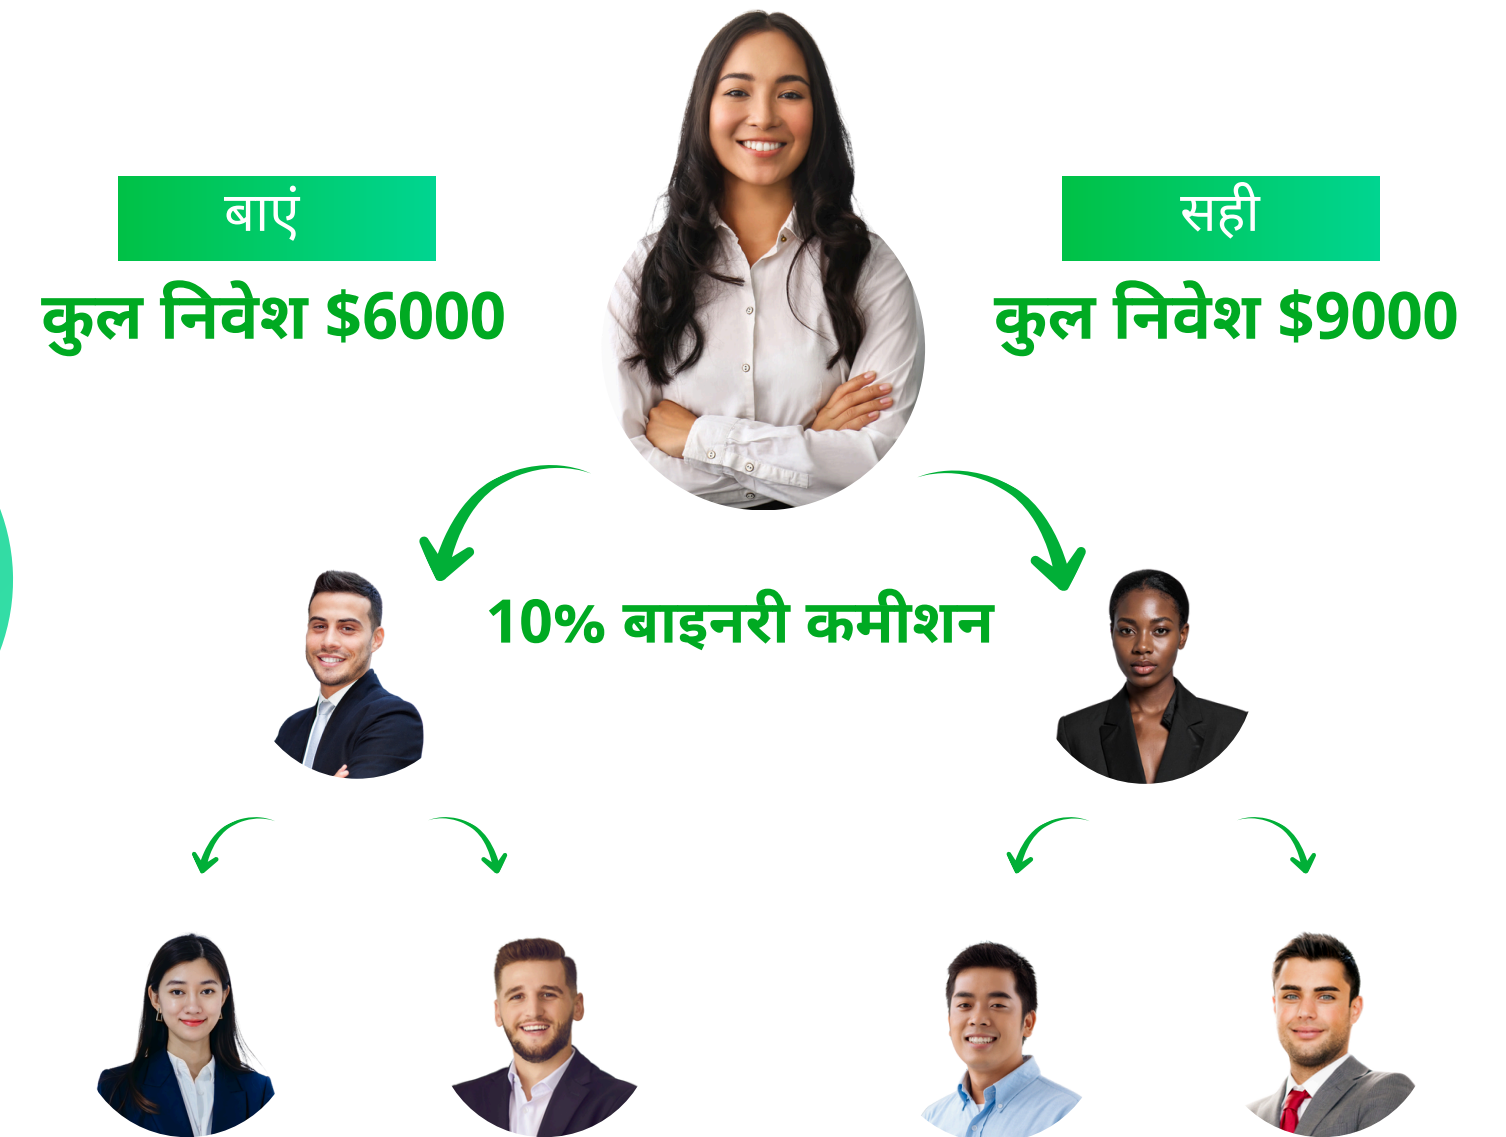 बाएं
सही
कुल निवेश $6000
कुल निवेश $9000
10% बाइनरी कमीशन